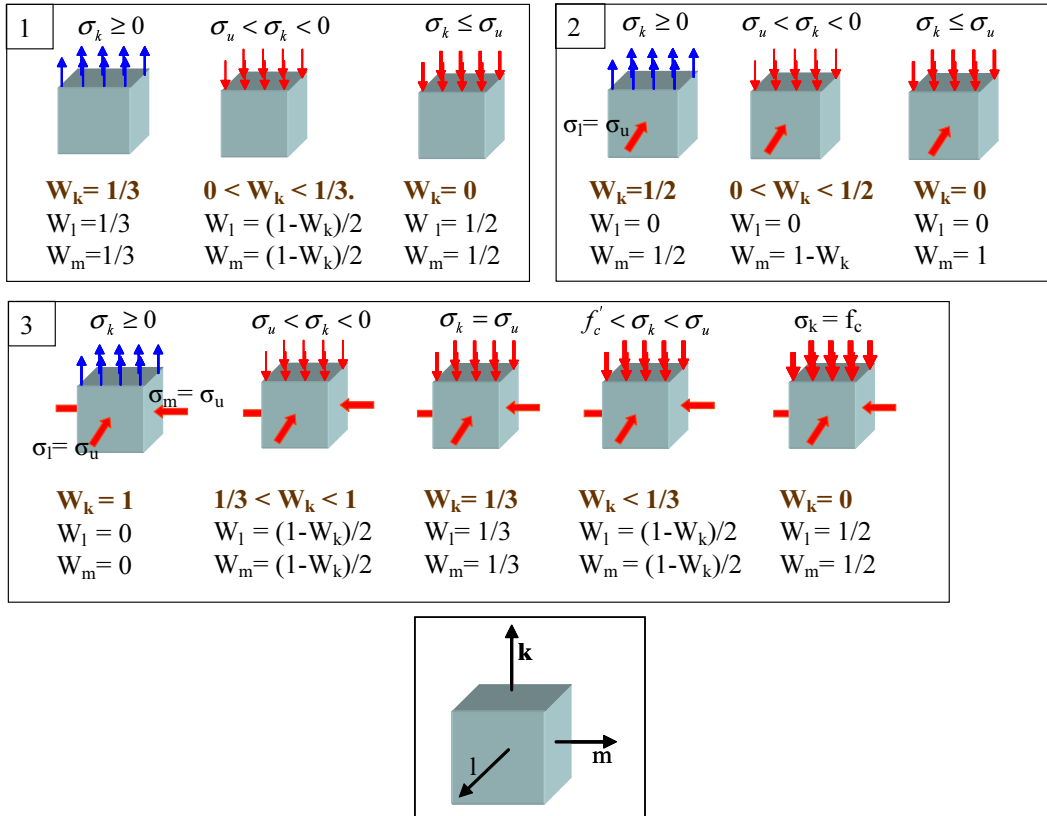 1
σₖ ≥ 0 σᵤ < σₖ < 0 σₖ ≤ σᵤ
Wₖ= 1/3 0 < Wₖ < 1/3. Wₖ= 0
Wₗ=1/3 Wₗ = (1-Wₖ)/2 W ₗ= 1/2
Wₘ=1/3 Wₘ= (1-Wₖ)/2 Wₘ= 1/2
2
σₖ ≥ 0 σᵤ < σₖ < 0 σₖ ≤ σᵤ
σₗ= σᵤ
Wₖ=1/2 0 < Wₖ < 1/2 Wₖ= 0
Wₗ=0 Wₗ= 0 Wₗ= 0
Wₘ= 1/2 Wₘ= 1-Wₖ Wₘ= 1
3
σₖ ≥ 0 σᵤ < σₖ < 0 σₖ = σᵤ f'c < σₖ < σᵤ σₖ = fc
σₘ= σᵤ
σₗ= σᵤ
Wₖ = 1 1/3 < Wₖ < 1 Wₖ= 1/3 Wₖ < 1/3 Wₖ= 0
Wₗ = 0 Wₗ = (1-Wₖ)/2 Wₗ= 1/3 Wₗ = (1-Wₖ)/2 Wₗ= 1/2
Wₘ= 0 Wₘ= (1-Wₖ)/2 Wₘ= 1/3 Wₘ= (1-Wₖ)/2 Wₘ= 1/2
k
l
m